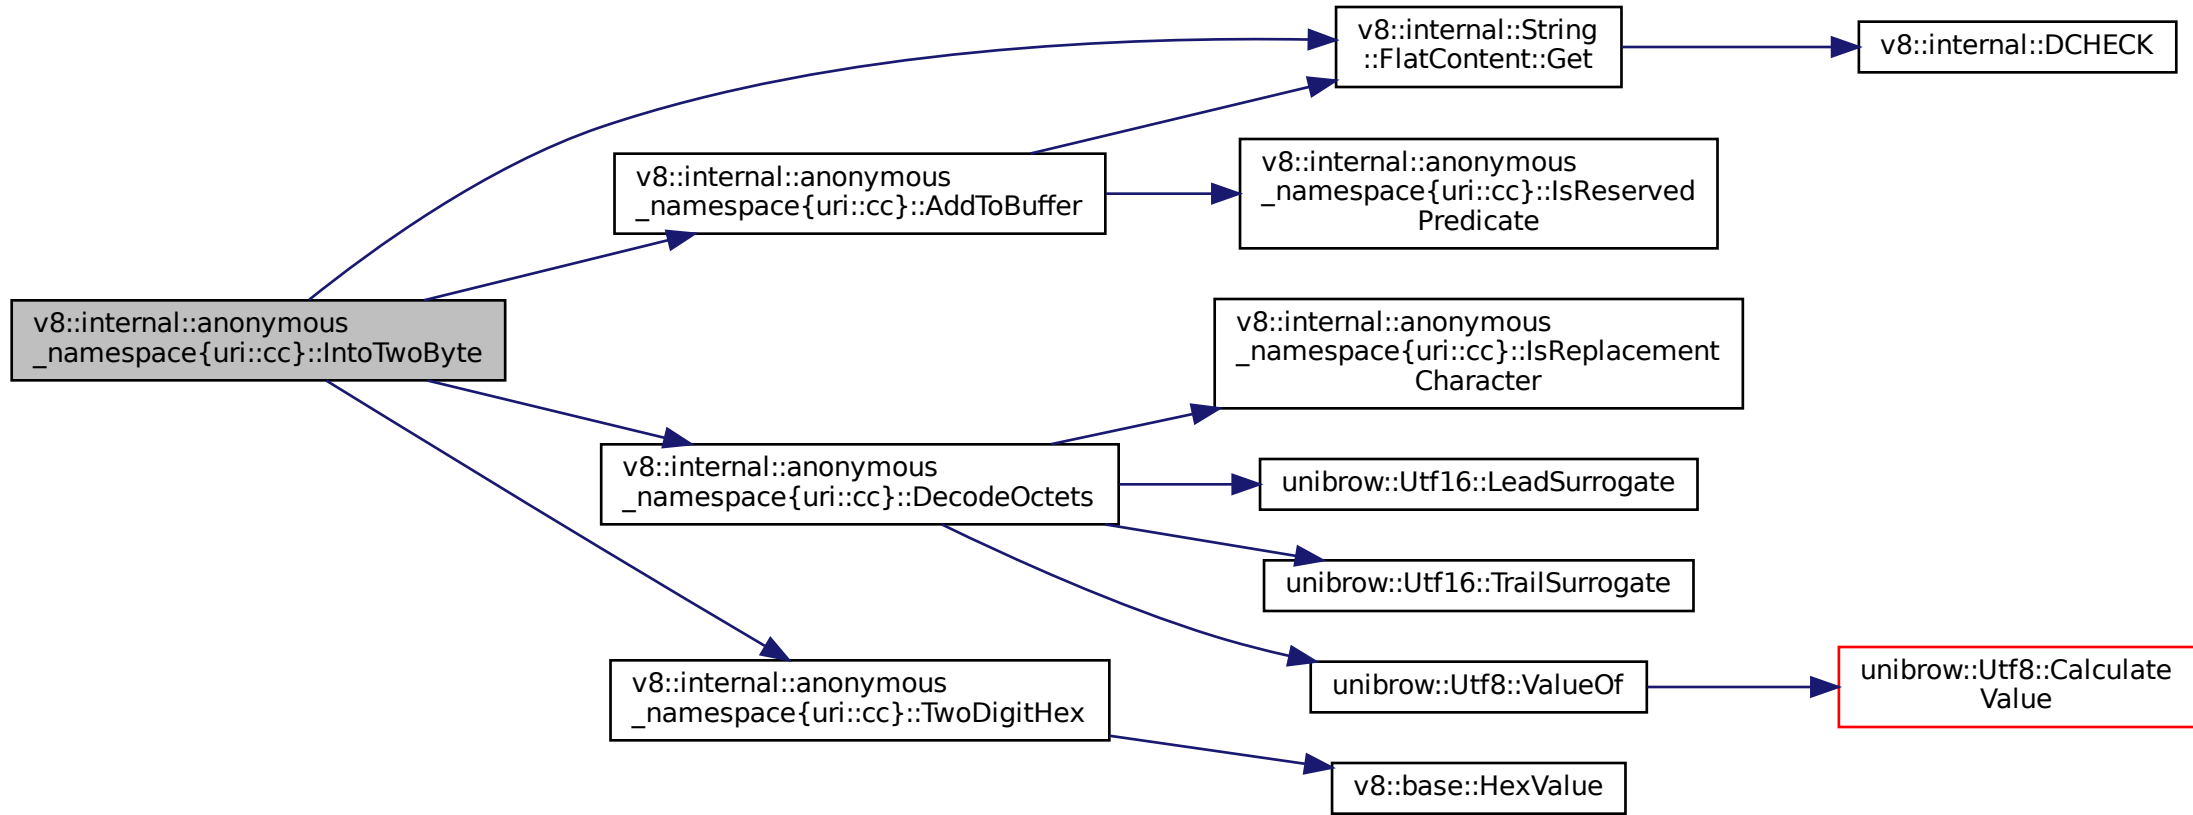 v8::internal::anonymous
_namespace{uri::cc}::IntoTwoByte
v8::internal::String
::FlatContent::Get
v8::internal::DCHECK
v8::internal::anonymous
_namespace{uri::cc}::AddToBuffer
v8::internal::anonymous
_namespace{uri::cc}::IsReserved
Predicate
v8::internal::anonymous
_namespace{uri::cc}::DecodeOctets
v8::internal::anonymous
_namespace{uri::cc}::IsReplacement
Character
unibrow::Utf16::LeadSurrogate
unibrow::Utf16::TrailSurrogate
unibrow::Utf8::ValueOf
unibrow::Utf8::Calculate
Value
v8::internal::anonymous
_namespace{uri::cc}::TwoDigitHex
v8::base::HexValue